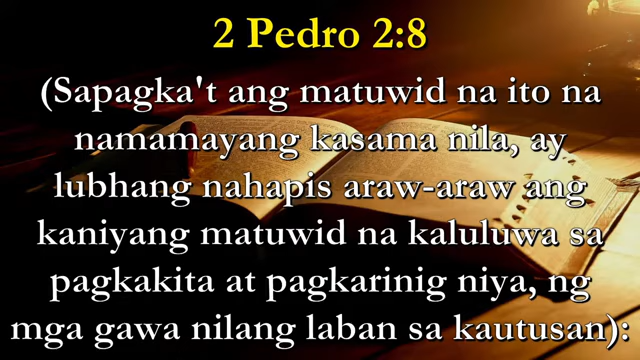 2 Pedro 2:8
(Sapagka't ang matuwid na ito na
namamayang kasama nila, ay
lubhang nahapis araw-araw ang
kaniyang matuwid na kaluluwa sa
pagkakita at pagkarinig niya, ng
mga gawa nilang laban sa kautusan):